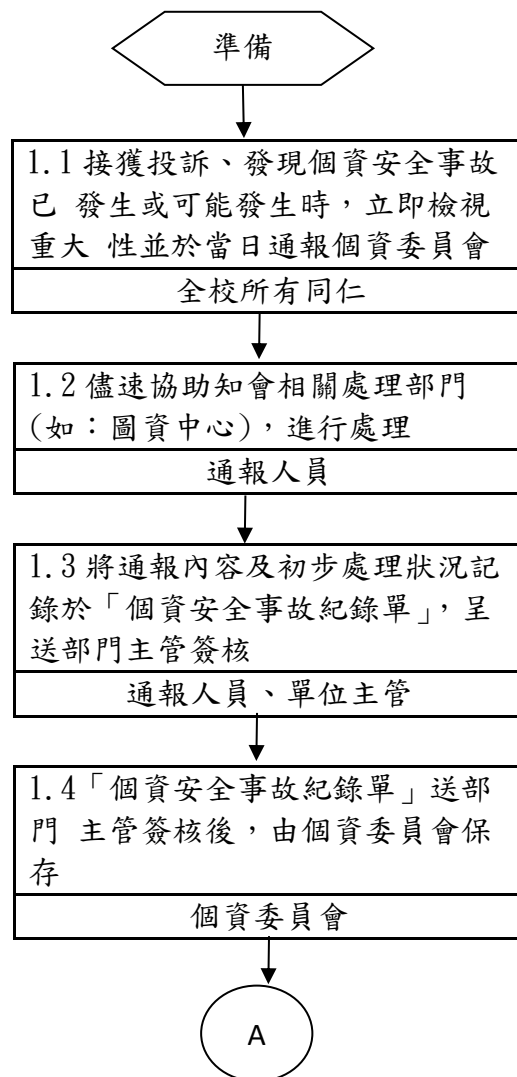 準備
1.1 接獲投訴、發現個資安全事故
已 發生或可能發生時，立即檢視
重大 性並於當日通報個資委員會
全校所有同仁
1.2 儘速協助知會相關處理部門
(如：圖資中心)，進行處理
通報人員
1.3 將通報內容及初步處理狀況記
錄於「個資安全事故紀錄單」，呈
送部門主管簽核
通報人員、單位主管
1.4「個資安全事故紀錄單」送部
門 主管簽核後，由個資委員會保
存
個資委員會
A